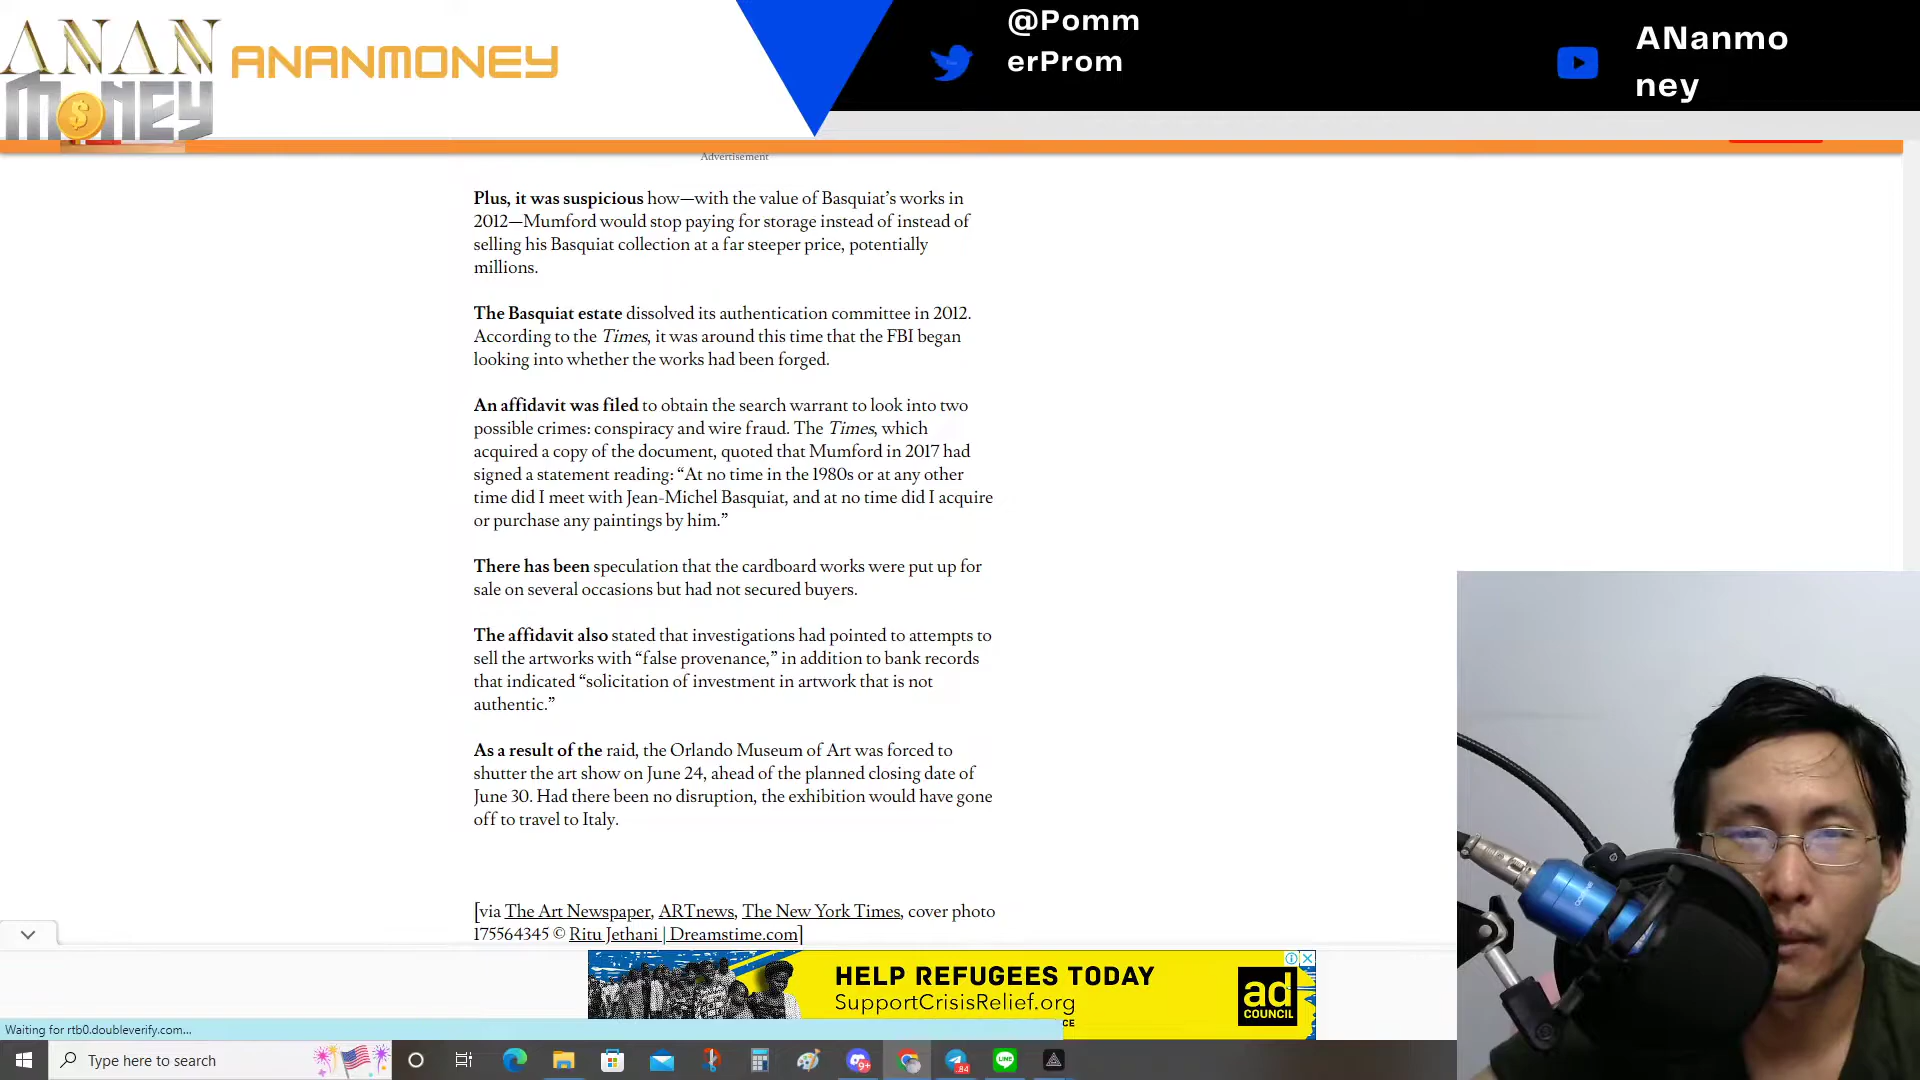 ANAN
MONEY
$
ANANMONEY
@Pomm
erProm
ANanmo
ney
Advertisement
Plus, it was suspicious how—with the value of Basquiat’s works in
2012—Mumford would stop paying for storage instead of instead of
selling his Basquiat collection at a far steeper price, potentially
millions.
The Basquiat estate dissolved its authentication committee in 2012.
According to the Times, it was around this time that the FBI began
looking into whether the works had been forged.
An affidavit was filed to obtain the search warrant to look into two
possible crimes: conspiracy and wire fraud. The Times, which
acquired a copy of the document, quoted that Mumford in 2017 had
signed a statement reading: “At no time in the 1980s or at any other
time did I meet with Jean-Michel Basquiat, and at no time did I acquire
or purchase any paintings by him.”
There has been speculation that the cardboard works were put up for
sale on several occasions but had not secured buyers.
The affidavit also stated that investigations had pointed to attempts to
sell the artworks with “false provenance,” in addition to bank records
that indicated “solicitation of investment in artwork that is not
authentic.”
As a result of the raid, the Orlando Museum of Art was forced to
shutter the art show on June 24, ahead of the planned closing date of
June 30. Had there been no disruption, the exhibition would have gone
off to travel to Italy.
[via The Art Newspaper, ARTnews, The New York Times, cover photo
175564345 © Ritu Jethani | Dreamstime.com]
HELP REFUGEES TODAY
SupportCrisisRelief.org
CE
ad
COUNCIL
Waiting for rtb0.doubleverify.com...
Type here to search
9+
84
LINE